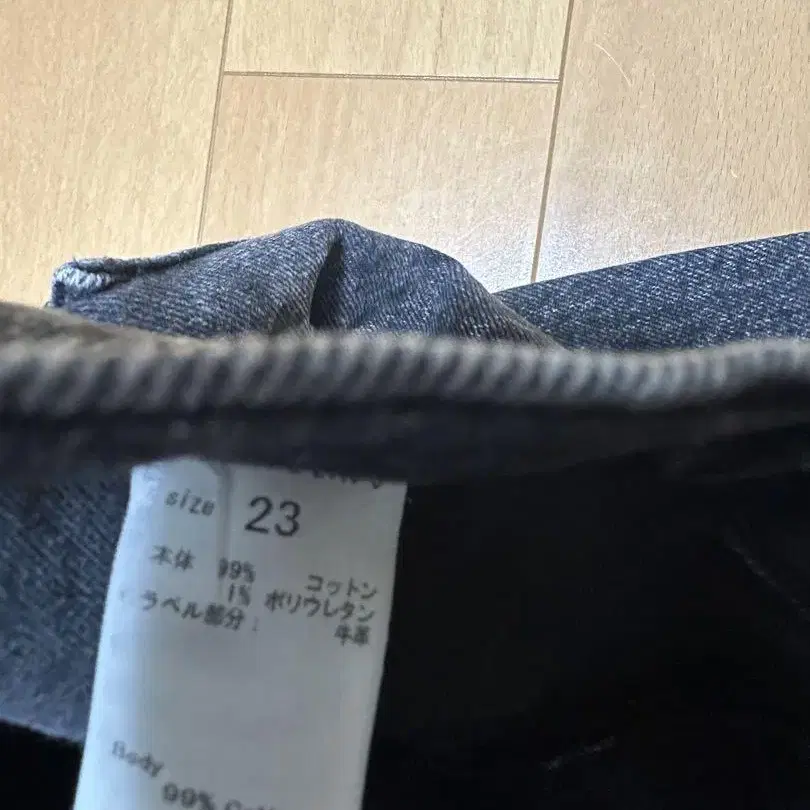 size 23
本体 99% コットン
1% ポリウレタン
ラベル部分: 牛革
Body
99%